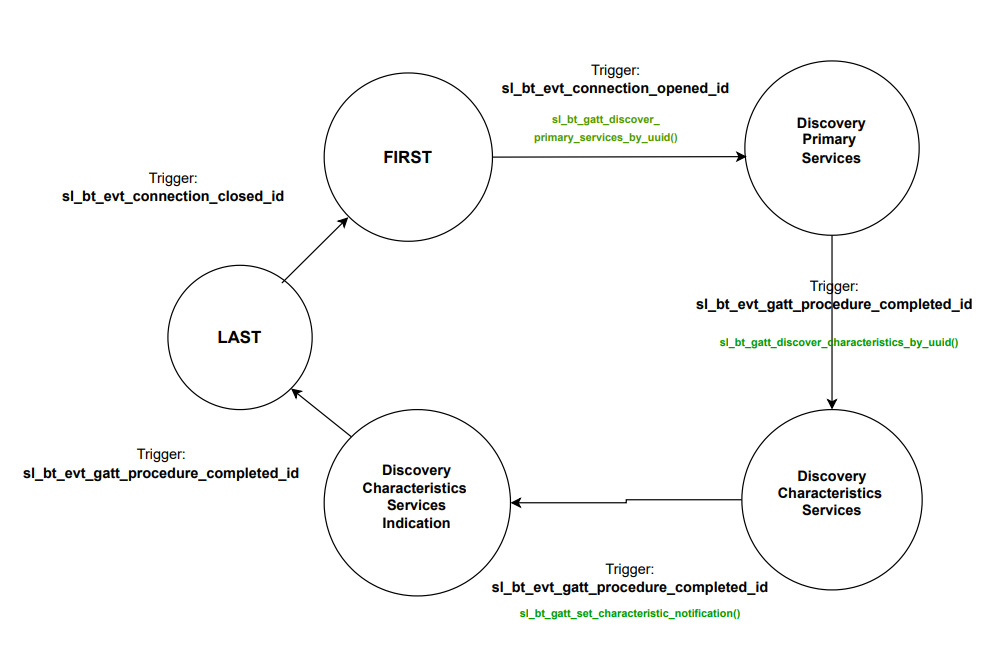 Trigger:
sl_bt_evt_connection_opened_id
sl_bt_gatt_discover_
primary_services_by_uuid()
FIRST
Discovery
Primary
Services
Trigger:
sl_bt_evt_connection_closed_id
Trigger:
sl_bt_evt_gatt_procedure_completed_id
sl_bt_gatt_discover_characteristics_by_uuid()
LAST
Trigger:
sl_bt_evt_gatt_procedure_completed_id
Discovery
Characteristics
Services
Indication
Discovery
Characteristics
Services
Trigger:
sl_bt_evt_gatt_procedure_completed_id
sl_bt_gatt_set_characteristic_notification()